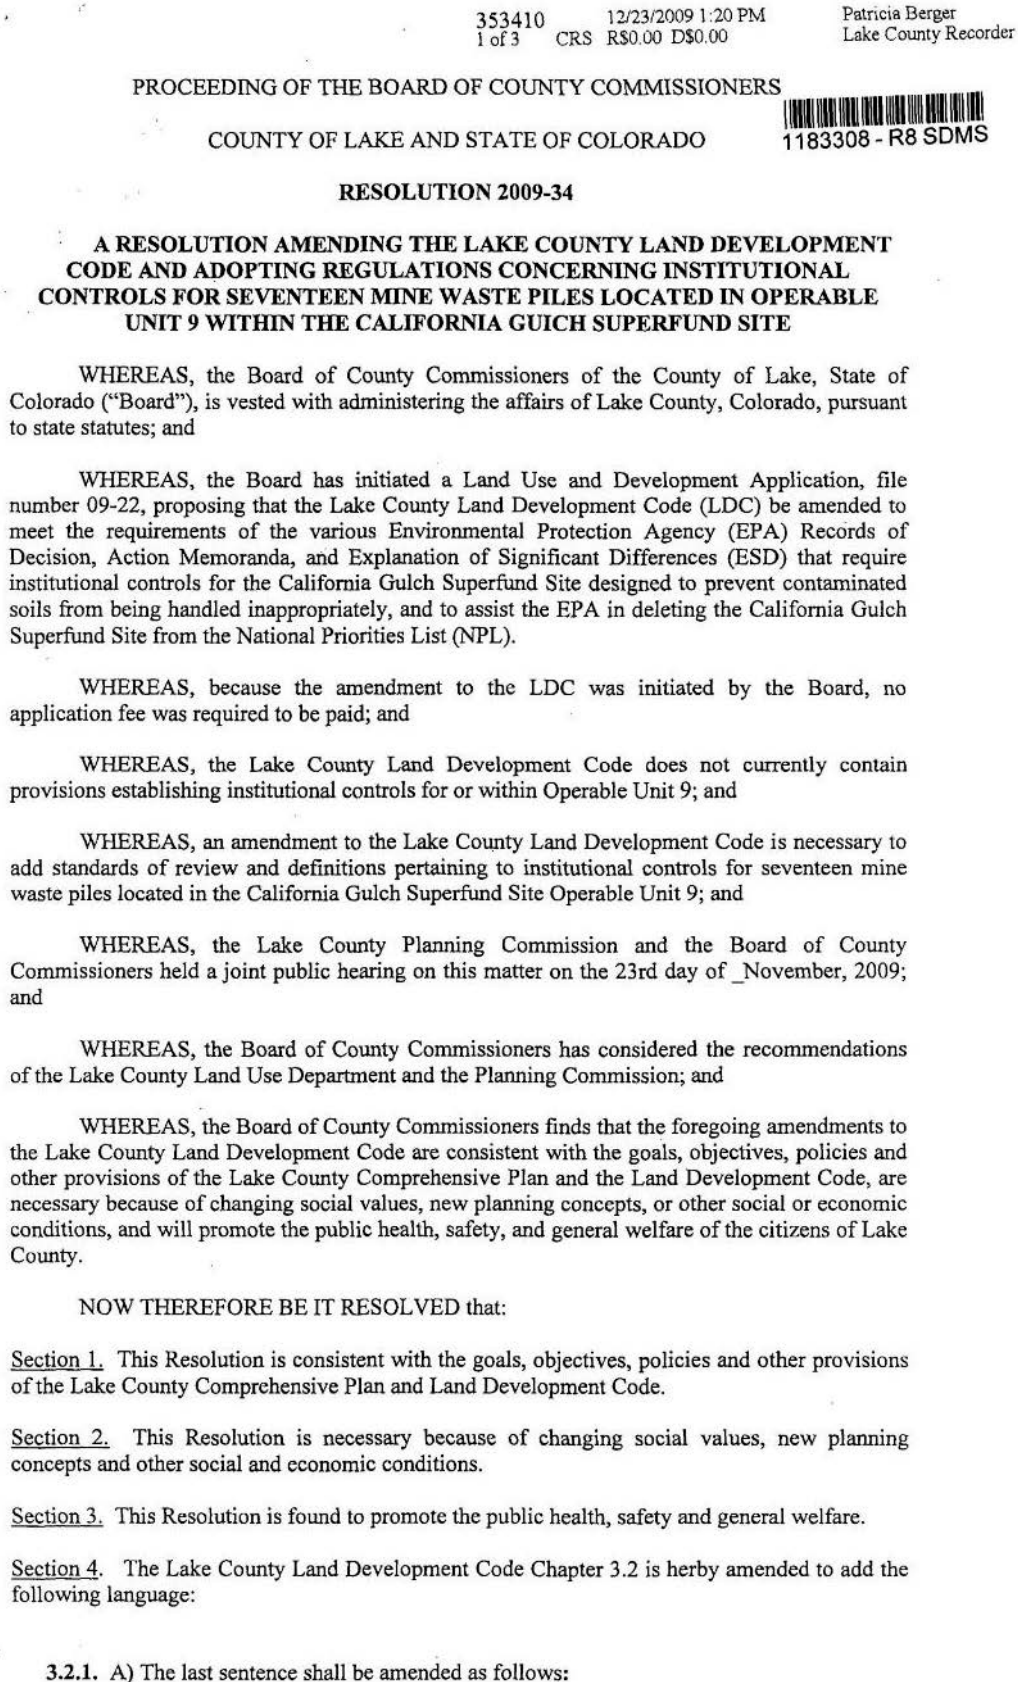 353410 12/23/2009 1:20 PM Patricia Berger
1 of 3 CRS R$0.00 D$0.00 Lake County Recorder
PROCEEDING OF THE BOARD OF COUNTY COMMISSIONERS
COUNTY OF LAKE AND STATE OF COLORADO
1183308 - R8 SDMS
RESOLUTION 2009-34
A RESOLUTION AMENDING THE LAKE COUNTY LAND DEVELOPMENT
CODE AND ADOPTING REGULATIONS CONCERNING INSTITUTIONAL
CONTROLS FOR SEVENTEEN MINE WASTE PILES LOCATED IN OPERABLE
UNIT 9 WITHIN THE CALIFORNIA GUICH SUPERFUND SITE
WHEREAS, the Board of County Commissioners of the County of Lake, State of
Colorado ("Board"), is vested with administering the affairs of Lake County, Colorado, pursuant
to state statutes; and
WHEREAS, the Board has initiated a Land Use and Development Application, file
number 09-22, proposing that the Lake County Land Development Code (LDC) be amended to
meet the requirements of the various Environmental Protection Agency (EPA) Records of
Decision, Action Memoranda, and Explanation of Significant Differences (ESD) that require
institutional controls for the California Gulch Superfund Site designed to prevent contaminated
soils from being handled inappropriately, and to assist the EPA in deleting the California Gulch
Superfund Site from the National Priorities List (NPL).
WHEREAS, because the amendment to the LDC was initiated by the Board, no
application fee was required to be paid; and
WHEREAS, the Lake County Land Development Code does not currently contain
provisions establishing institutional controls for or within Operable Unit 9; and
WHEREAS, an amendment to the Lake County Land Development Code is necessary to
add standards of review and definitions pertaining to institutional controls for seventeen mine
waste piles located in the California Gulch Superfund Site Operable Unit 9; and
WHEREAS, the Lake County Planning Commission and the Board of County
Commissioners held a joint public hearing on this matter on the 23rd day of _November, 2009;
and
WHEREAS, the Board of County Commissioners has considered the recommendations
of the Lake County Land Use Department and the Planning Commission; and
WHEREAS, the Board of County Commissioners finds that the foregoing amendments to
the Lake County Land Development Code are consistent with the goals, objectives, policies and
other provisions of the Lake County Comprehensive Plan and the Land Development Code, are
necessary because of changing social values, new planning concepts, or other social or economic
conditions, and will promote the public health, safety, and general welfare of the citizens of Lake
County.
NOW THEREFORE BE IT RESOLVED that:
Section 1. This Resolution is consistent with the goals, objectives, policies and other provisions
of the Lake County Comprehensive Plan and Land Development Code.
Section 2. This Resolution is necessary because of changing social values, new planning
concepts and other social and economic conditions.
Section 3. This Resolution is found to promote the public health, safety and general welfare.
Section 4. The Lake County Land Development Code Chapter 3.2 is herby amended to add the
following language:
3.2.1. A) The last sentence shall be amended as follows: